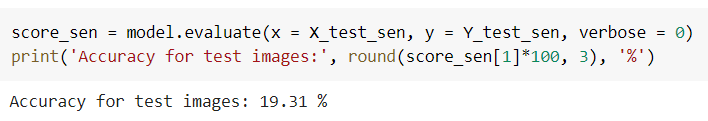 score_sen = model.evaluate(x = X_test_sen, y = Y_test_sen, verbose = 0)
print('Accuracy for test images:', round(score_sen[1]*100, 3), '%')
Accuracy for test images: 19.31 %